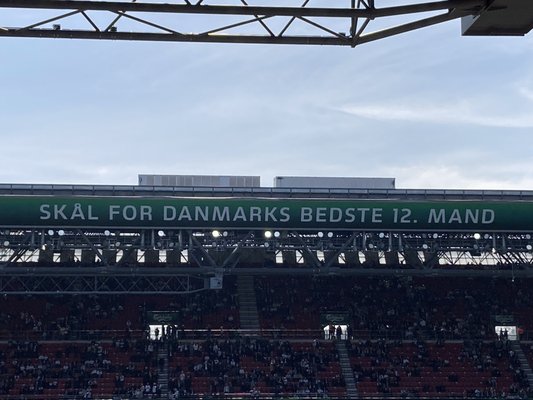 SKÅL FOR DANMARKS BEDSTE 12. MAND